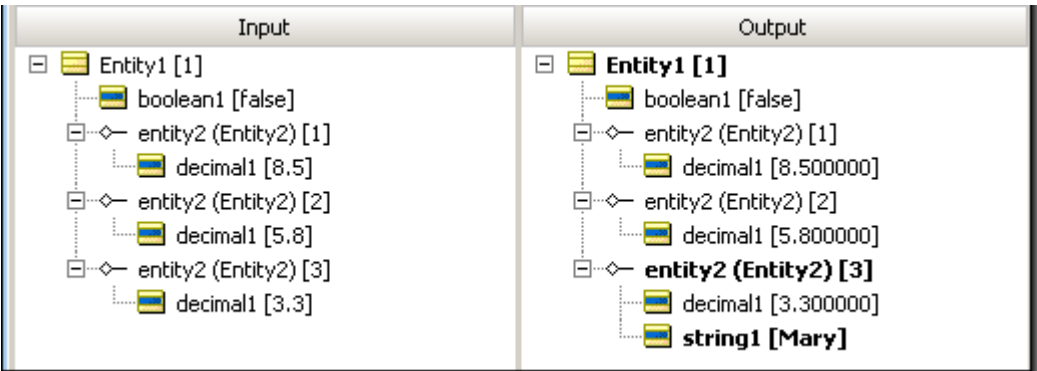 Input
Entity1 [1]
boolean1 [false]
entity2 (Entity2) [1]
decimal1 [8.5]
entity2 (Entity2) [2]
decimal1 [5.8]
entity2 (Entity2) [3]
decimal1 [3.3]
Output
Entity1 [1]
boolean1 [false]
entity2 (Entity2) [1]
decimal1 [8.500000]
entity2 (Entity2) [2]
decimal1 [5.800000]
entity2 (Entity2) [3]
decimal1 [3.300000]
string1 [Mary]